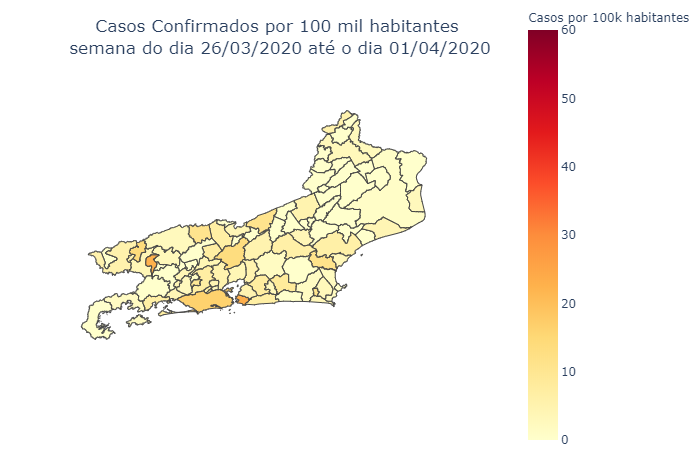 Casos Confirmados por 100 mil habitantes
semana do dia 26/03/2020 até o dia 01/04/2020
Casos por 100k habitantes
60
50
40
30
20
10
0